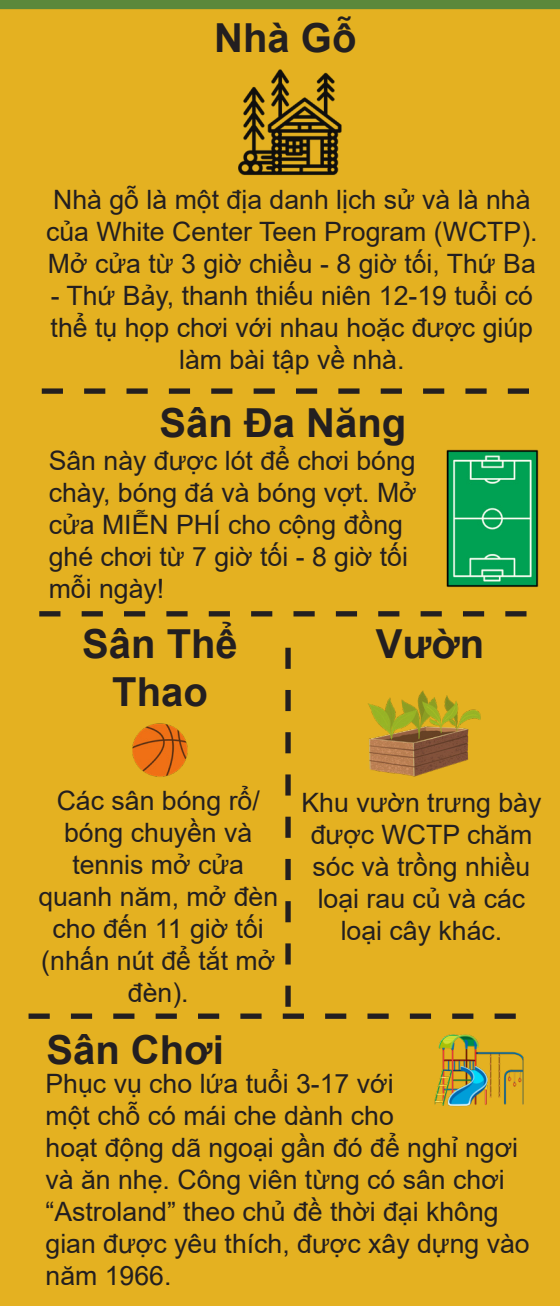 Nhà Gỗ
Nhà gỗ là một địa danh lịch sử và là nhà
của White Center Teen Program (WCTP).
Mở cửa từ 3 giờ chiều - 8 giờ tối, Thứ Ba
- Thứ Bảy, thanh thiếu niên 12-19 tuổi có
thể tụ họp chơi với nhau hoặc được giúp
làm bài tập về nhà.
Sân Đa Năng
Sân này được lót để chơi bóng
chày, bóng đá và bóng vợt. Mở
cửa MIỄN PHÍ cho cộng đồng
ghé chơi từ 7 giờ tối - 8 giờ tối
mỗi ngày!
Sân Thể
Thao
Các sân bóng rổ/
bóng chuyền và
tennis mở cửa
quanh năm, mở đèn
cho đến 11 giờ tối
(nhấn nút để tắt mở
đèn).
Vườn
Khu vườn trưng bày
được WCTP chăm
sóc và trồng nhiều
loại rau củ và các
loại cây khác.
Sân Chơi
Phục vụ cho lứa tuổi 3-17 với
một chỗ có mái che dành cho
hoạt động dã ngoại gần đó để nghỉ ngơi
và ăn nhẹ. Công viên từng có sân chơi
“Astroland” theo chủ đề thời đại không
gian được yêu thích, được xây dựng vào
năm 1966.